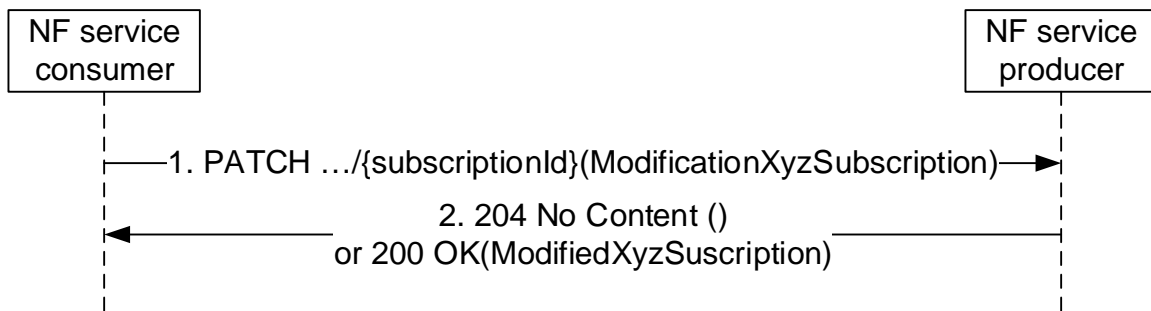 NF service
consumer
NF service
producer
1. PATCH …/{subscriptionId}(ModificationXyzSubscription)
2. 204 No Content ()
or 200 OK(ModifiedXyzSuscription)